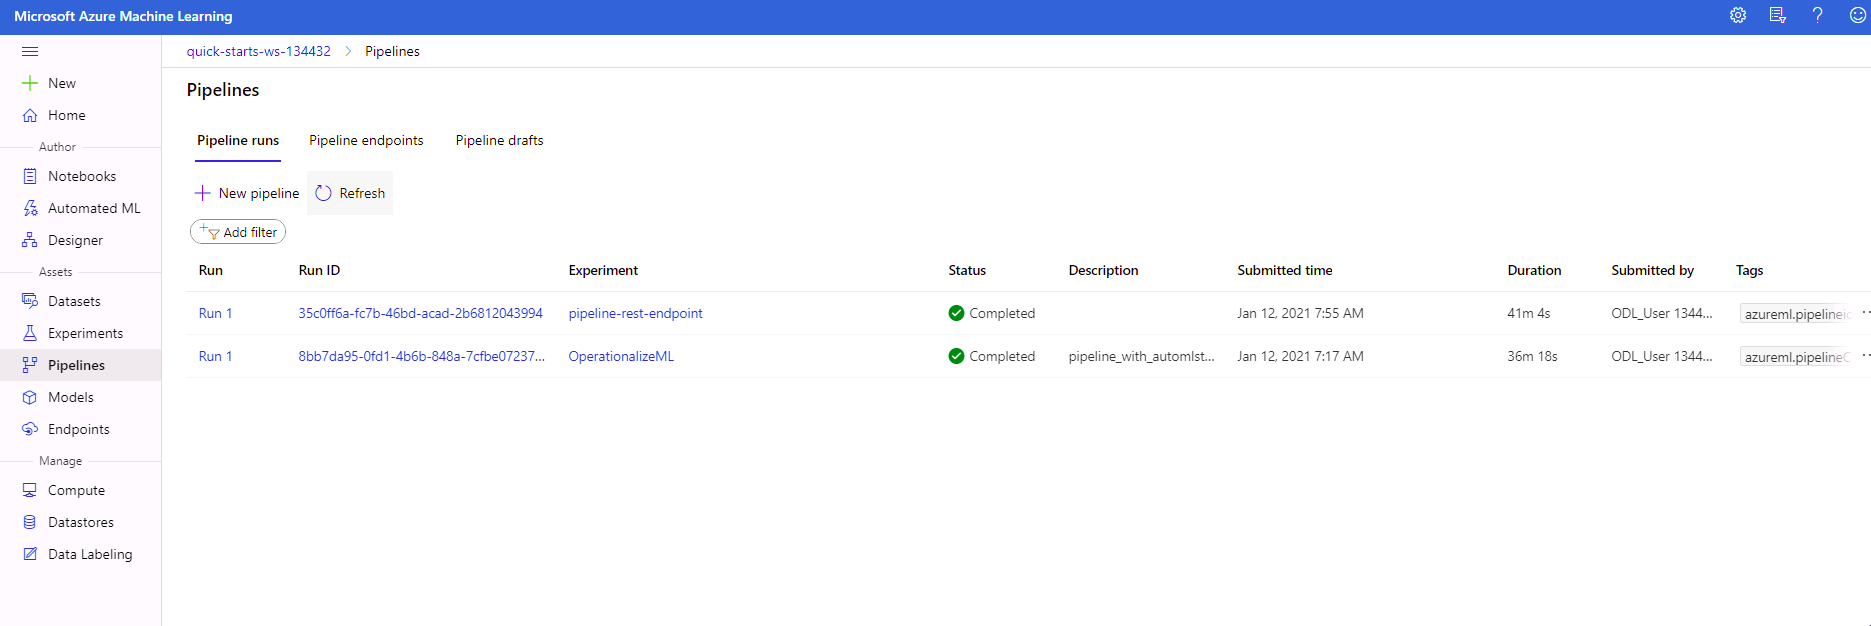 Microsoft Azure Machine Learning
quick-starts-ws-134432 > Pipelines
New
Home
Author
Notebooks
Automated ML
Designer
Assets
Datasets
Experiments
Pipelines
Models
Endpoints
Manage
Compute
Datastores
Data Labeling
Pipelines
Pipeline runs Pipeline endpoints Pipeline drafts
New pipeline Refresh
Add filter
Run Run ID Experiment Status Description Submitted time Duration Submitted by Tags
Run 1 35c0ff6a-fc7b-46bd-acad-2b6812043994 pipeline-rest-endpoint Completed Jan 12, 2021 7:55 AM 41m 4s ODL_User 1344... azureml.pipelineid
Run 1 8bb7da95-0fd1-4b6b-848a-7cfbe07237... OperationalizeML Completed pipeline_with_automlst... Jan 12, 2021 7:17 AM 36m 18s ODL_User 1344... azureml.pipelineC